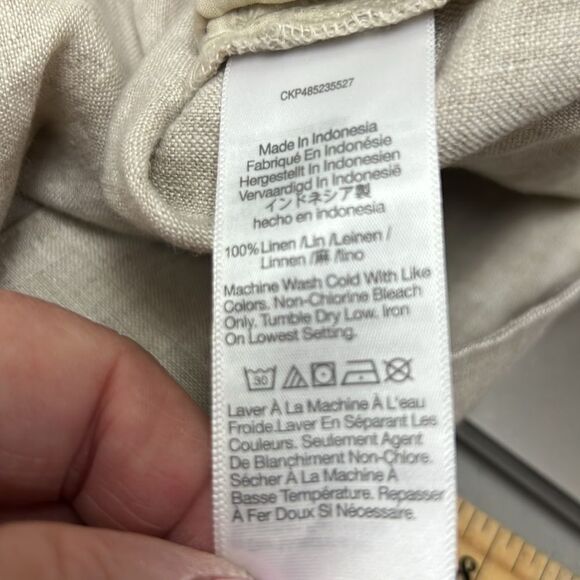 CKP485235527
Made In Indonesia
Fabriqué En Indonésie
Hergestellt In Indonesien
Vervaardigd In Indonesië
インドネシア製
hecho en indonesia
100% Linen /Lin /Leinen /
Linnen /麻 /lino
Machine Wash Cold With Like
Colors. Non-Chlorine Bleach
Only. Tumble Dry Low. Iron
On Lowest Setting.
30
Laver À La Machine À L'eau
Froide.Laver En Séparant Les
Couleurs. Seulement Agent
De Blanchiment Non-Chlore.
Sécher À La Machine À
Basse Température. Repasser
À Fer Doux Si Nécessaire.